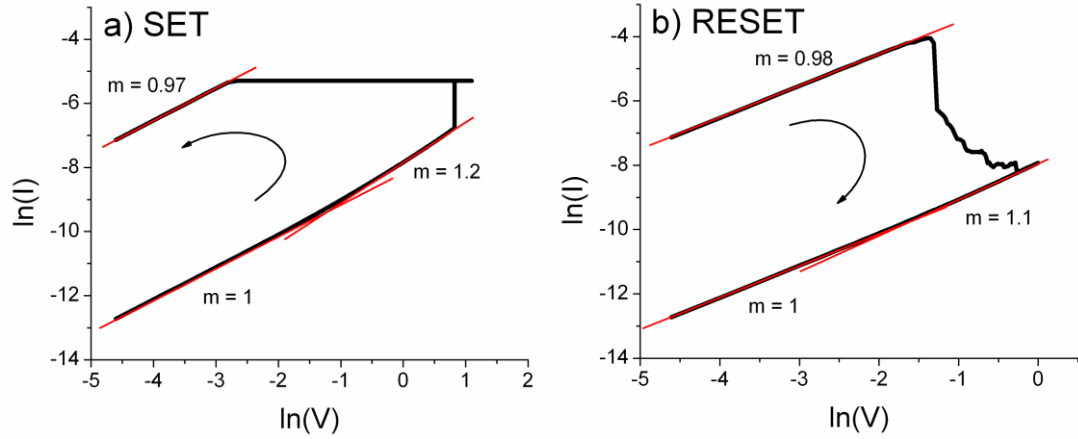 a) SET
-4
-6
-8
-10
-12
-14
ln(I)
m = 0.97
m = 1.2
m = 1
-5 -4 -3 -2 -1 0 1 2
ln(V)
b) RESET
-4
-6
-8
-10
-12
-14
ln(I)
m = 0.98
m = 1.1
m = 1
-5 -4 -3 -2 -1 0
ln(V)